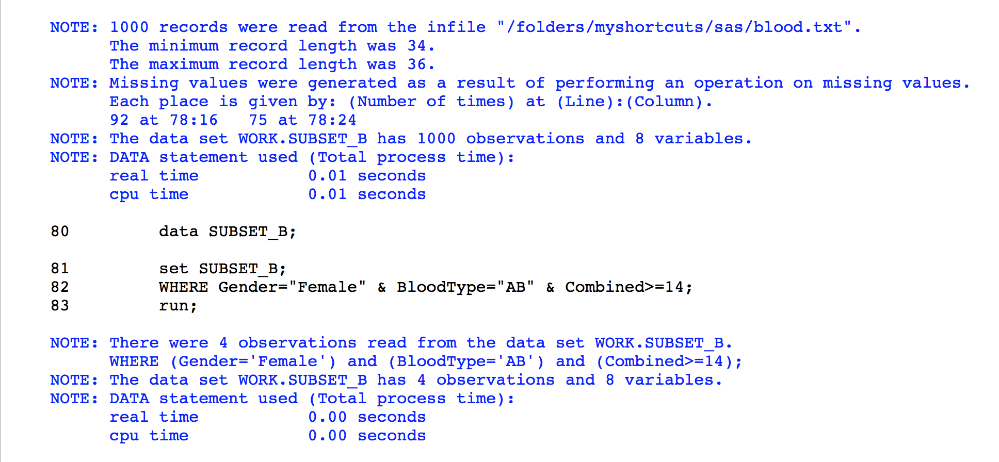 NOTE: 1000 records were read from the infile "/folders/myshortcuts/sas/blood.txt".
The minimum record length was 34.
The maximum record length was 36.
NOTE: Missing values were generated as a result of performing an operation on missing values.
Each place is given by: (Number of times) at (Line):(Column).
92 at 78:16   75 at 78:24
NOTE: The data set WORK.SUBSET_B has 1000 observations and 8 variables.
NOTE: DATA statement used (Total process time):
real time           0.01 seconds
cpu time            0.01 seconds
80         data SUBSET_B;
81         set SUBSET_B;
82         WHERE Gender="Female" & BloodType="AB" & Combined>=14;
83         run;
NOTE: There were 4 observations read from the data set WORK.SUBSET_B.
WHERE (Gender='Female') and (BloodType='AB') and (Combined>=14);
NOTE: The data set WORK.SUBSET_B has 4 observations and 8 variables.
NOTE: DATA statement used (Total process time):
real time           0.00 seconds
cpu time            0.00 seconds